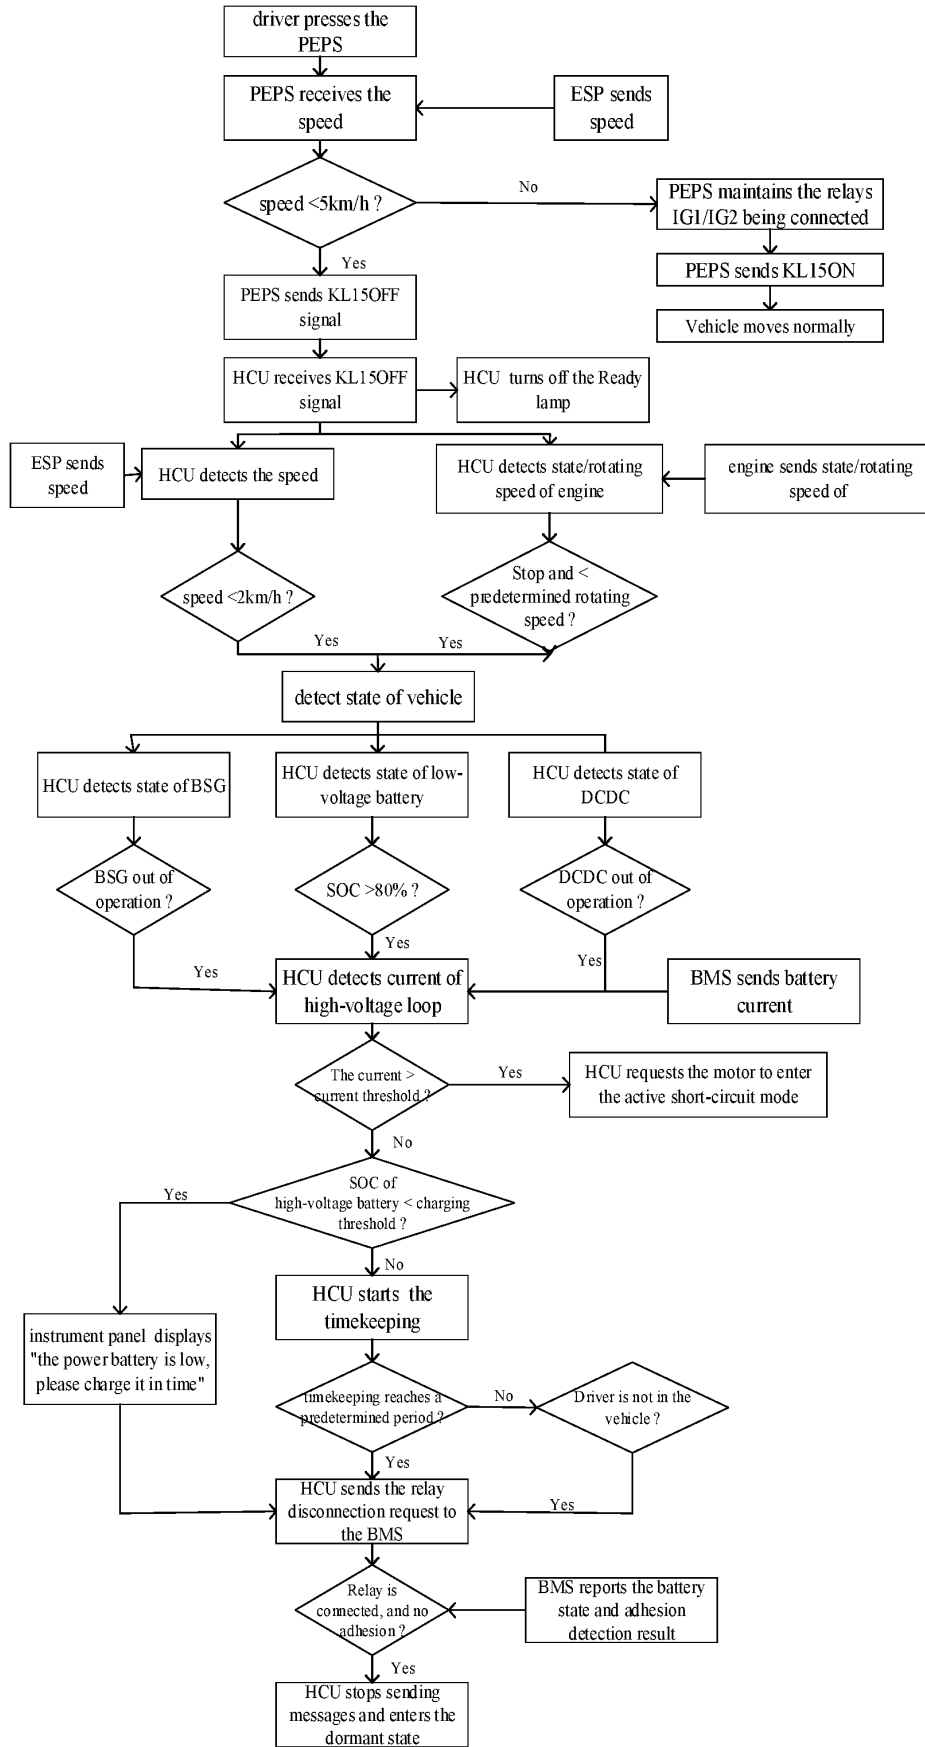 driver presses the
PEPS
PEPS receives the
speed
ESP sends
speed
speed <5km/h ?
No
PEPS maintains the relays
IG1/IG2 being connected
Yes
PEPS sends KL15ON
PEPS sends KL15OFF
signal
Vehicle moves normally
HCU receives KL15OFF
signal
HCU turns off the Ready
lamp
ESP sends
speed
HCU detects the speed
HCU detects state/rotating
speed of engine
engine sends state/rotating
speed of
speed <2km/h ?
Stop and <
predetermined rotating
speed ?
Yes
Yes
detect state of vehicle
HCU detects state of BSG
HCU detects state of low-
voltage battery
HCU detects state of
DCDC
BSG out of
operation ?
SOC >80% ?
DCDC out of
operation ?
Yes
Yes
Yes
HCU detects current of
high-voltage loop
BMS sends battery
current
The current >
current threshold ?
Yes
HCU requests the motor to enter
the active short-circuit mode
No
SOC of
high-voltage battery < charging
threshold ?
Yes
No
HCU starts the
timekeeping
instrument panel displays
"the power battery is low,
please charge it in time"
timekeeping reaches a
predetermined period ?
No
Driver is not in the
vehicle ?
Yes
Yes
HCU sends the relay
disconnection request to
the BMS
Relay is
connected, and no
adhesion ?
BMS reports the battery
state and adhesion
detection result
Yes
HCU stops sending
messages and enters the
dormant state